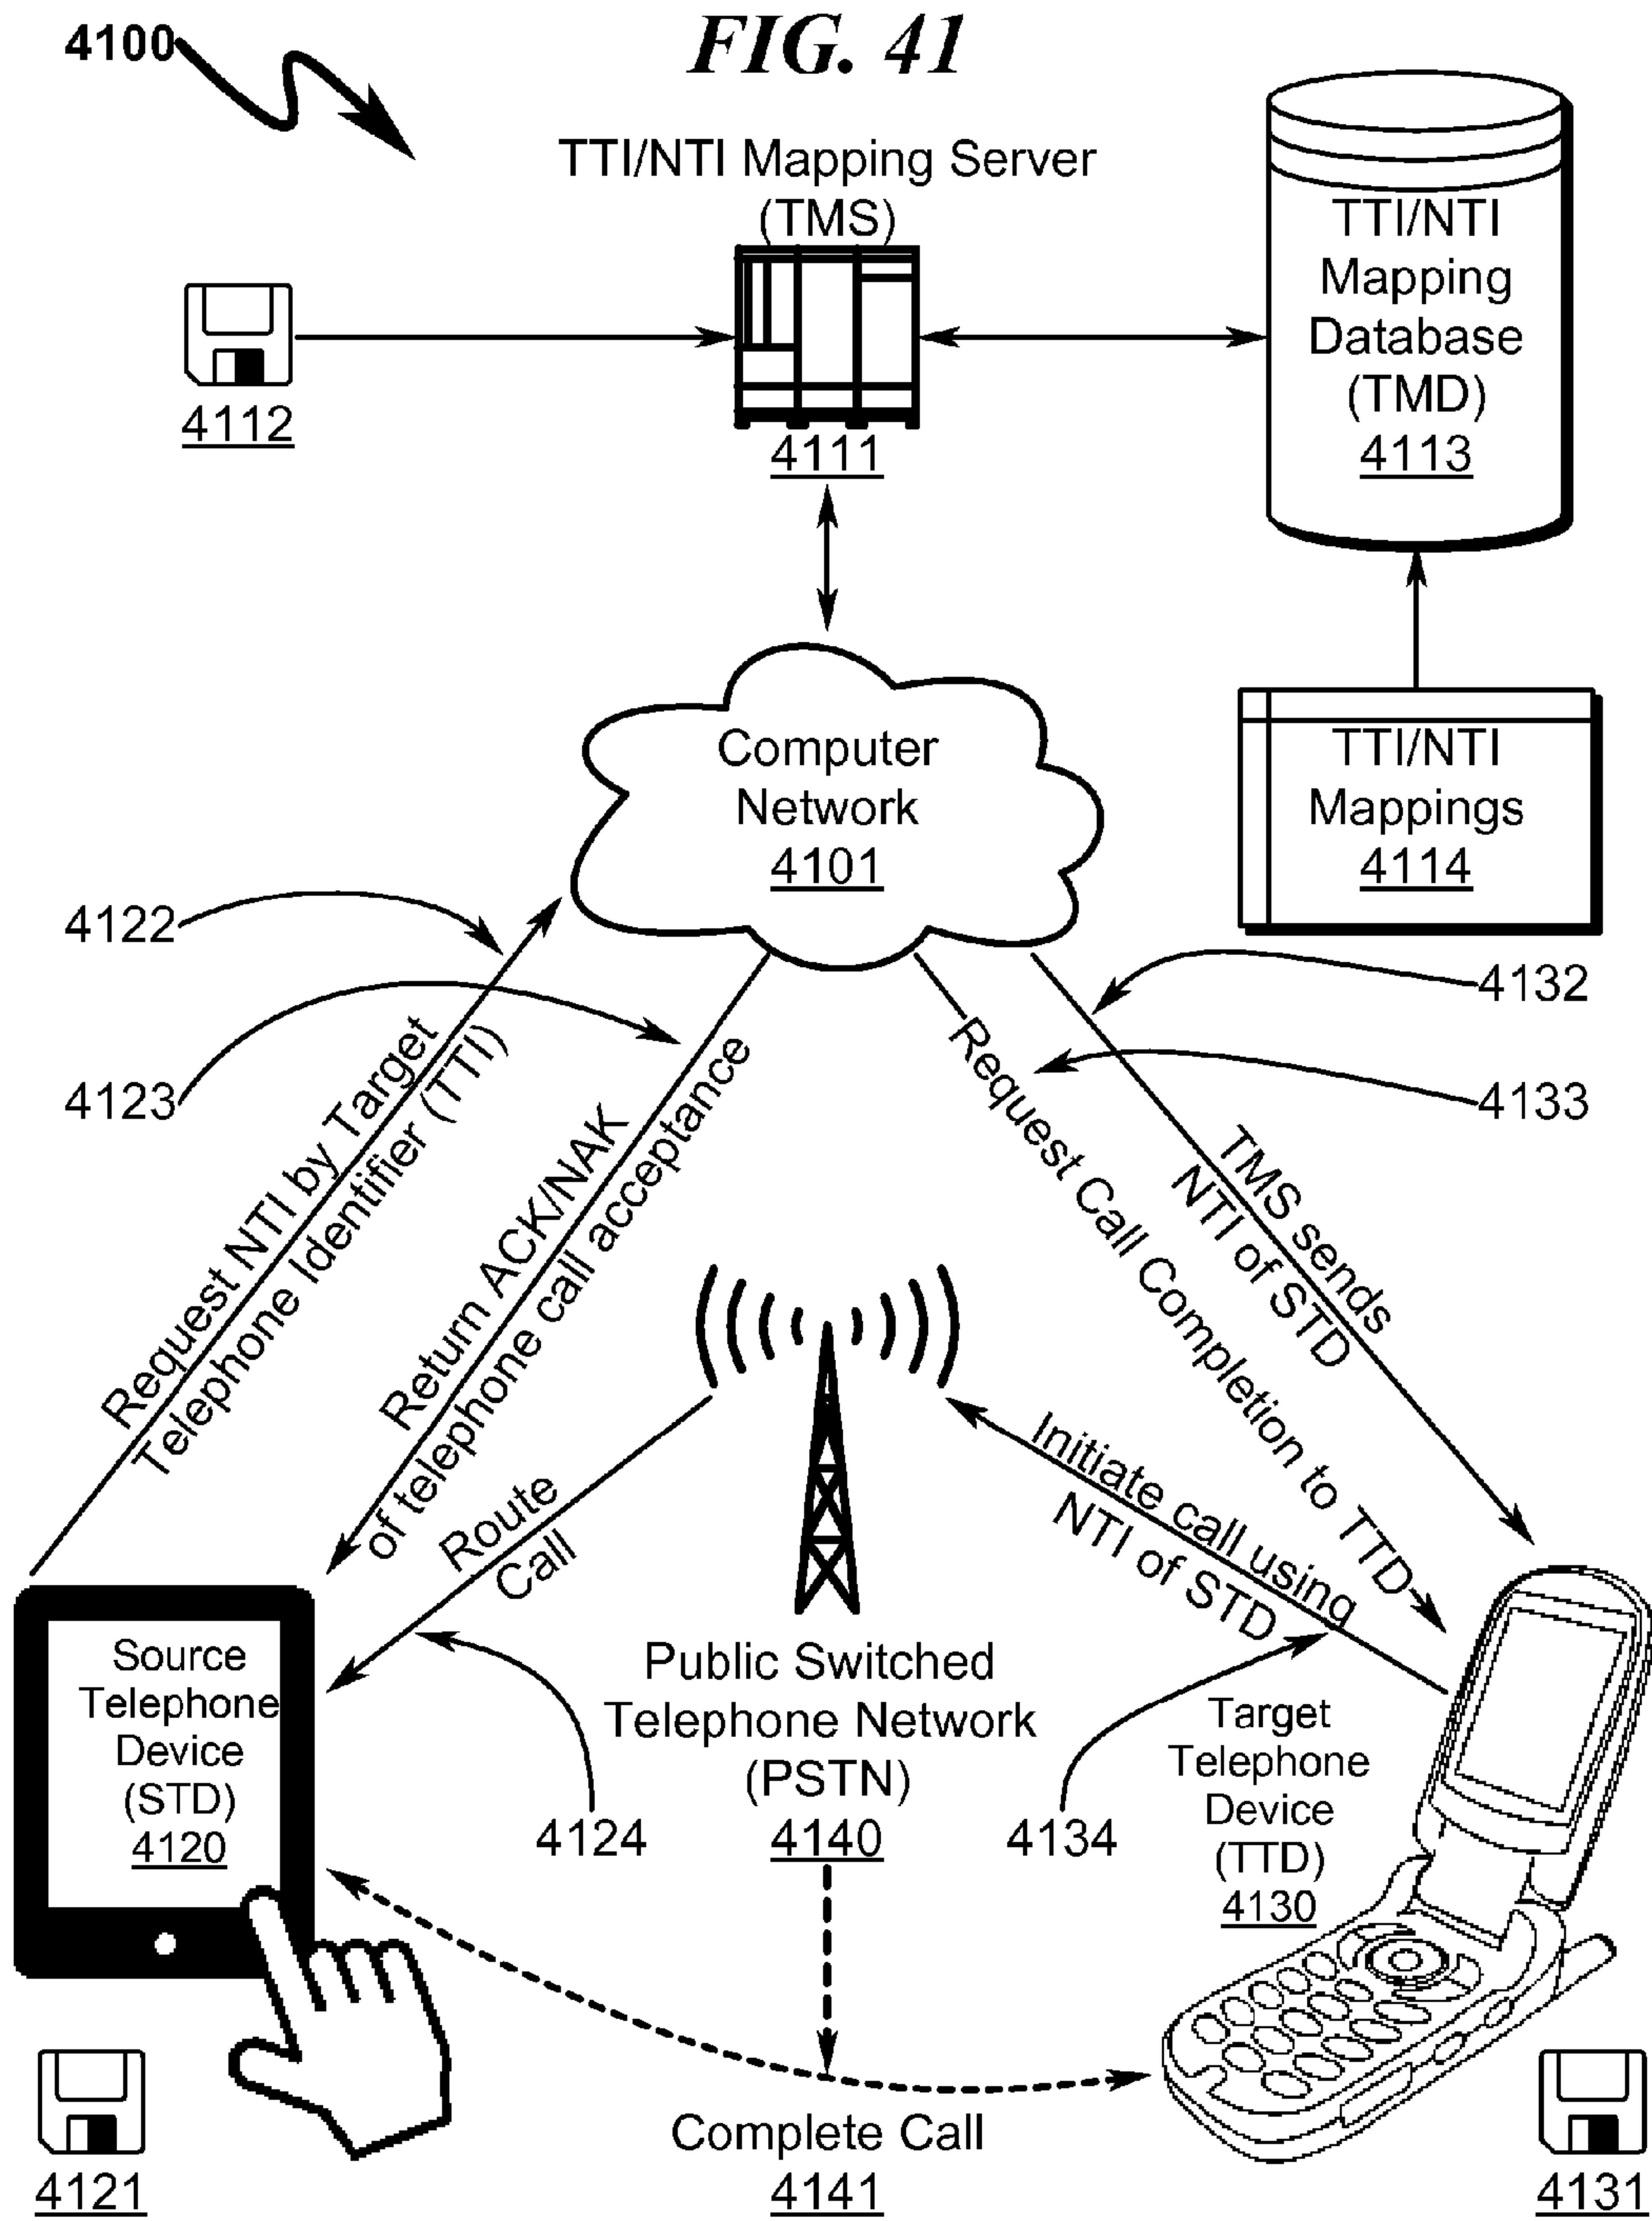 FIG. 41
4100
TTI/NTI Mapping Server
(TMS)
4111
4112
TTI/NTI
Mapping
Database
(TMD)
4113
TTI/NTI
Mappings
4114
Computer
Network
4101
4122
4123
4132
4133
Request NTI by Target
Telephone Identifier (TTI)
Return ACK/NAK
of telephone call acceptance
Request Call Completion to TTD
TMS sends
NTI of STD
Route
Call
Initiate call using
NTI of STD
Source
Telephone
Device
(STD)
4120
Public Switched
Telephone Network
(PSTN)
4140
4124
4134
Target
Telephone
Device
(TTD)
4130
Complete Call
4141
4121
4131